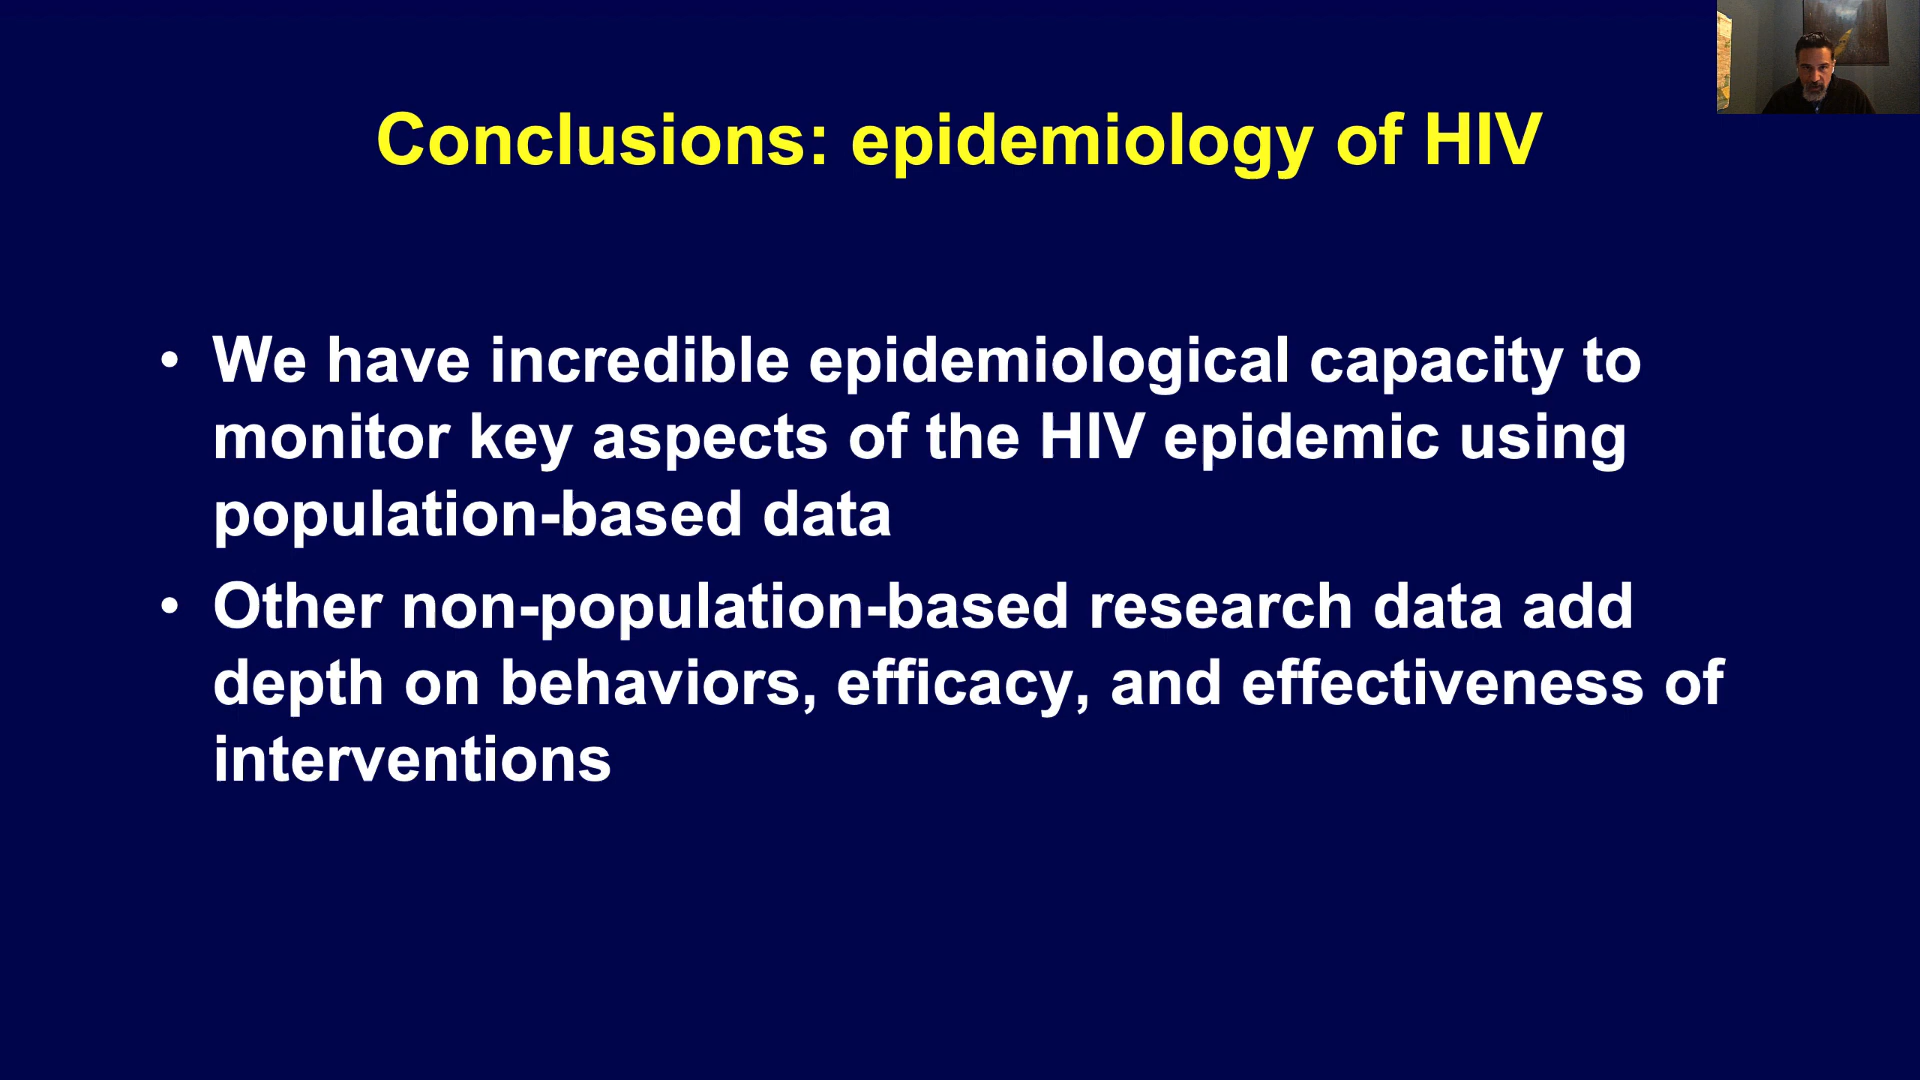 Conclusions: epidemiology of HIV
• We have incredible epidemiological capacity to
monitor key aspects of the HIV epidemic using
population-based data
• Other non-population-based research data add
depth on behaviors, efficacy, and effectiveness of
interventions